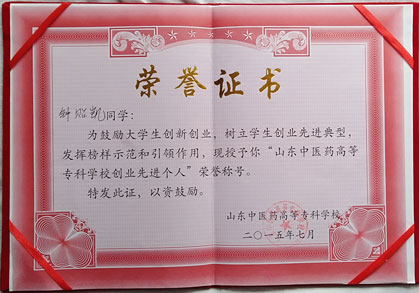 荣誉证书
钟照凯同学：
为鼓励大学生创新创业，树立学生创业先进典型，
发挥榜样示范和引领作用，现授予你“山东中医药高等
专科学校创业先进个人”荣誉称号。
特发此证，以资鼓励。
山东中医药高等专科学校
二〇一五年七月